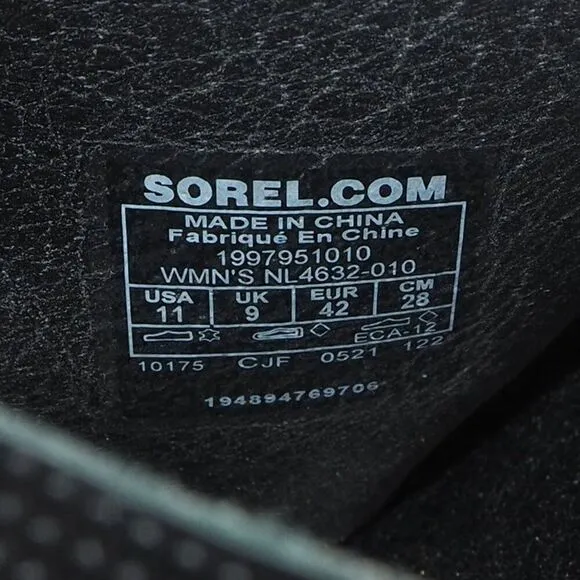 SOREL.COM
MADE IN CHINA
Fabriqué En Chine
1997951010
WMN'S NL4632-010
USA UK EUR CM
11 9 42 28
ECA-12
10175 CJF 0521 122
194894769706